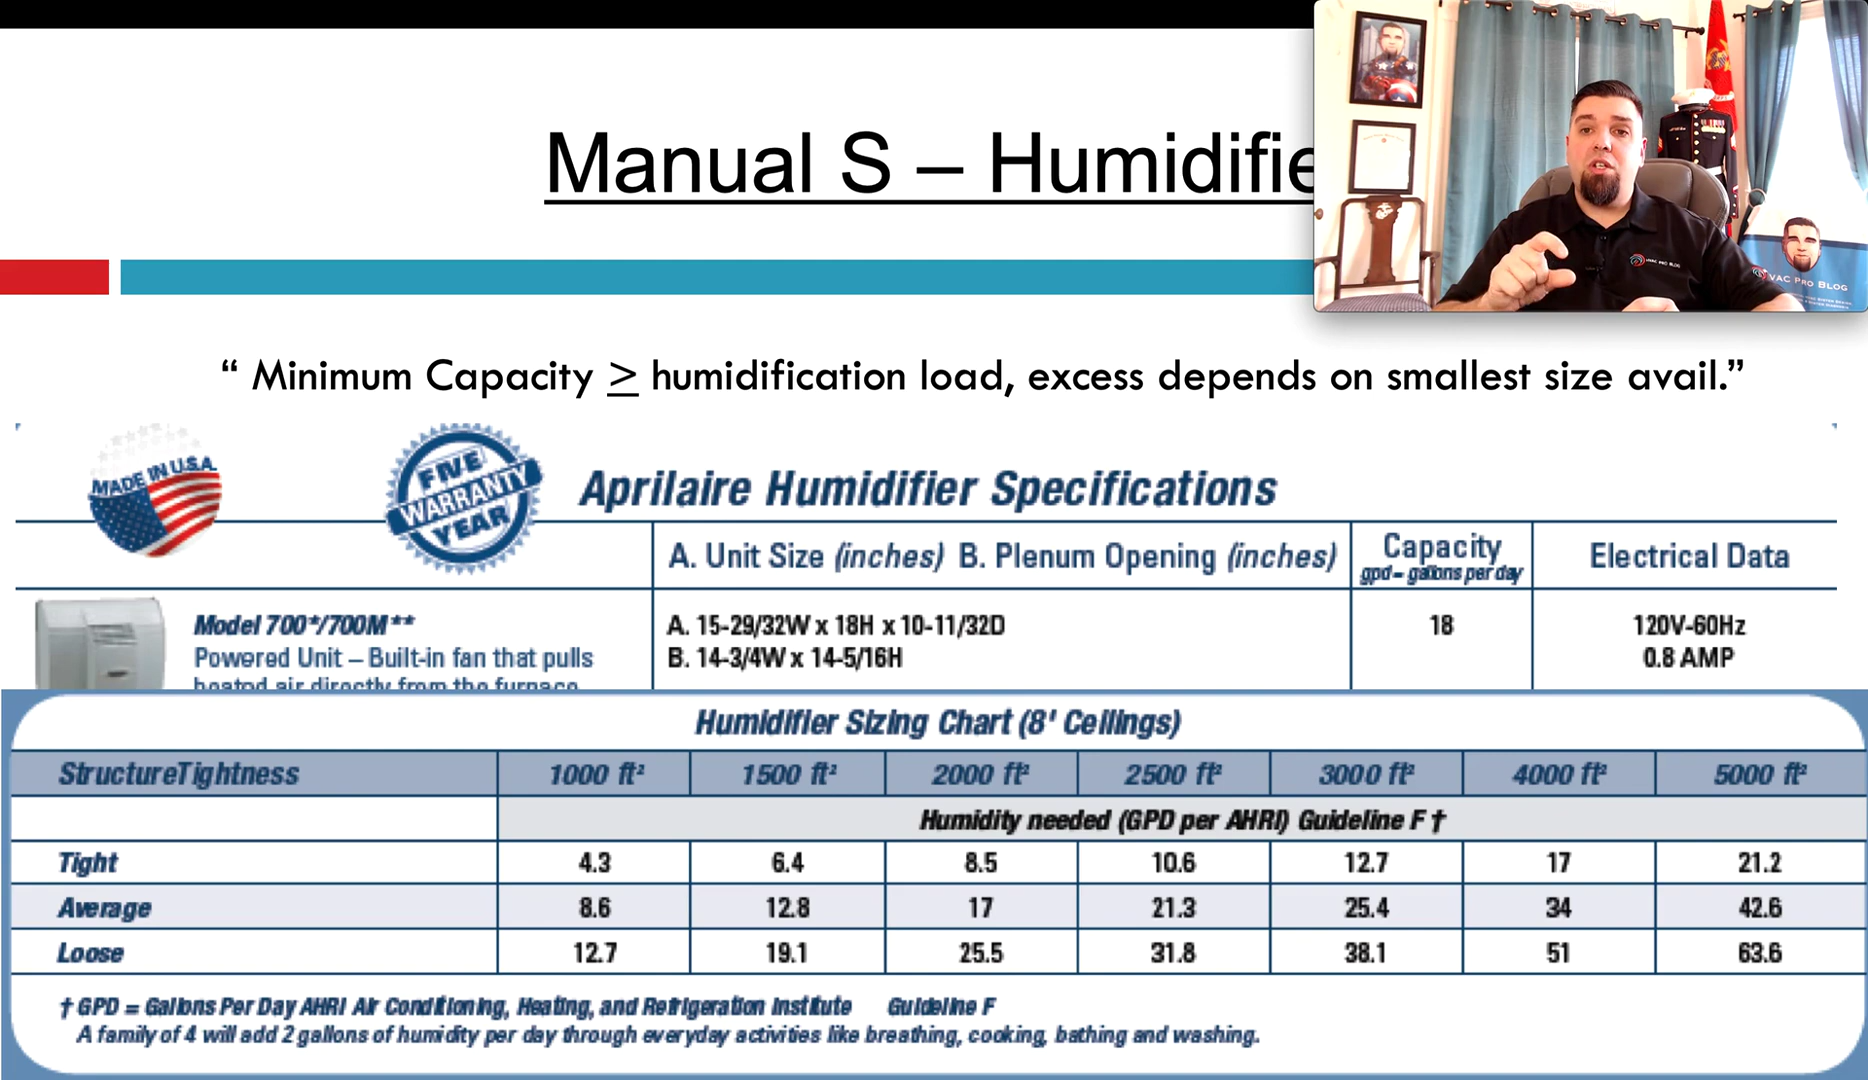 Manual S – Humidifie
“ Minimum Capacity ≥ humidification load, excess depends on smallest size avail.”
MADE IN U.S.A.
FIVE
WARRANTY
YEAR
Aprilaire Humidifier Specifications
A. Unit Size (inches) B. Plenum Opening (inches)
Capacity
gpd = gallons per day
Electrical Data
Model 700*/700M**
Powered Unit – Built-in fan that pulls
heated air directly from the furnace
A. 15-29/32W x 18H x 10-11/32D
B. 14-3/4W x 14-5/16H
18
120V-60Hz
0.8 AMP
Humidifier Sizing Chart (8' Ceilings)
StructureTightness 1000 ft² 1500 ft² 2000 ft² 2500 ft² 3000 ft² 4000 ft² 5000 ft²
Humidity needed (GPD per AHRI) Guideline F †
Tight 4.3 6.4 8.5 10.6 12.7 17 21.2
Average 8.6 12.8 17 21.3 25.4 34 42.6
Loose 12.7 19.1 25.5 31.8 38.1 51 63.6
† GPD = Gallons Per Day AHRI Air Conditioning, Heating, and Refrigeration Institute Guideline F
A family of 4 will add 2 gallons of humidity per day through everyday activities like breathing, cooking, bathing and washing.
HVAC PRO BLOG
VAC PRO BLOG